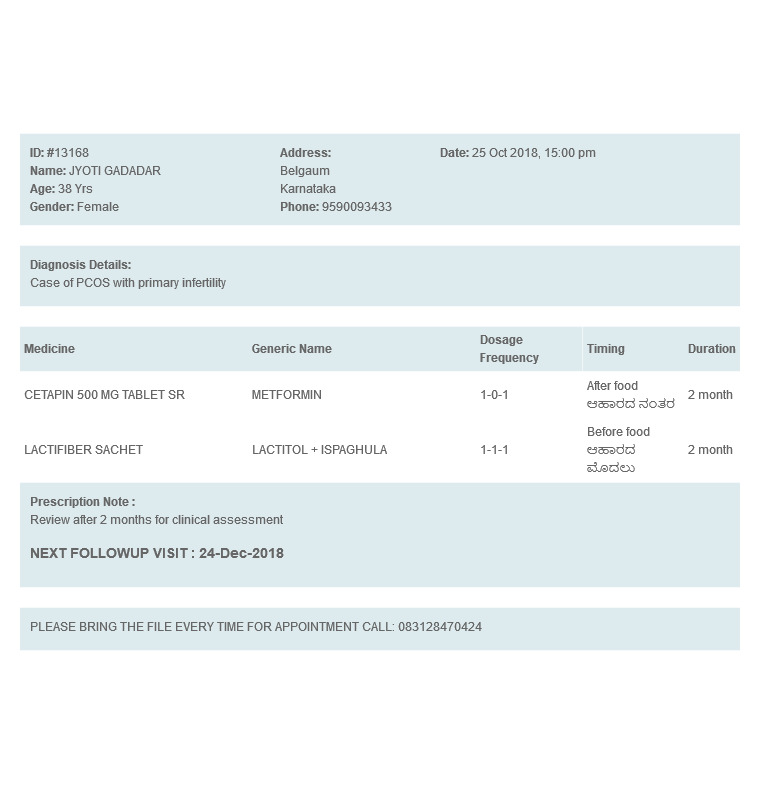 ID: #13168
Name: JYOTI GADADAR
Age: 38 Yrs
Gender: Female
Address:
Belgaum
Karnataka
Phone: 9590093433
Date: 25 Oct 2018, 15:00 pm
Diagnosis Details:
Case of PCOS with primary infertility
Medicine Generic Name Dosage Frequency Timing Duration
CETAPIN 500 MG TABLET SR METFORMIN 1-0-1 After food 2 month
ಆಹಾರದ ನಂತರ
LACTIFIBER SACHET LACTITOL + ISPAGHULA 1-1-1 Before food 2 month
ಆಹಾರದ
ಮೊದಲು
Prescription Note :
Review after 2 months for clinical assessment
NEXT FOLLOWUP VISIT : 24-Dec-2018
PLEASE BRING THE FILE EVERY TIME FOR APPOINTMENT CALL: 083128470424